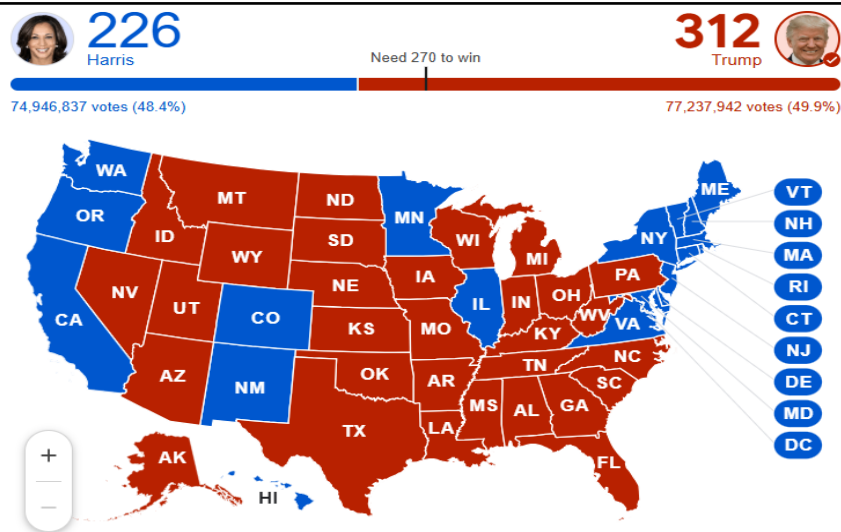 226
Harris
312
Trump
Need 270 to win
74,946,837 votes (48.4%)
77,237,942 votes (49.9%)
WA
OR
CA
NV
ID
MT
WY
UT
AZ
CO
NM
ND
SD
NE
KS
OK
TX
MN
IA
MO
AR
LA
WI
IL
MI
IN
OH
KY
TN
MS
AL
GA
FL
SC
NC
VA
WV
PA
NY
ME
VT
NH
MA
RI
CT
NJ
DE
MD
DC
AK
HI
+
−